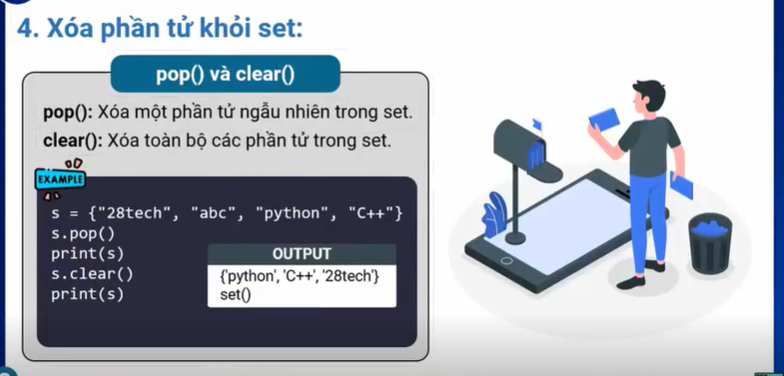 4. Xóa phần tử khỏi set:
pop() và clear()
pop(): Xóa một phần tử ngẫu nhiên trong set.
clear(): Xóa toàn bộ các phần tử trong set.
EXAMPLE
s = {"28tech", "abc", "python", "C++"}
s.pop()
print(s)
s.clear()
print(s)
OUTPUT
{'python', 'C++', '28tech'}
set()